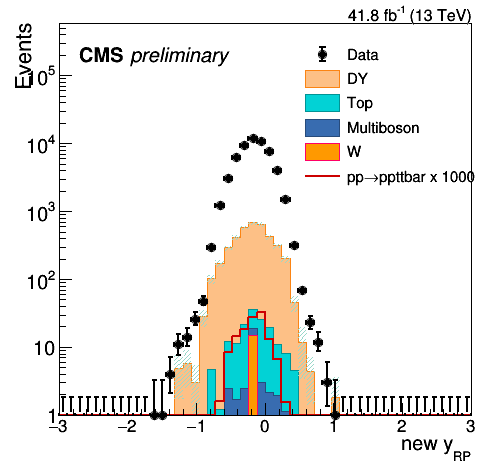 41.8 fb-1 (13 TeV)
Events
CMS preliminary
Data
DY
Top
Multiboson
W
pp→ppttbar x 1000
10^5
10^4
10^3
10^2
10
1
−3 −2 −1 0 1 2 3
new y_RP